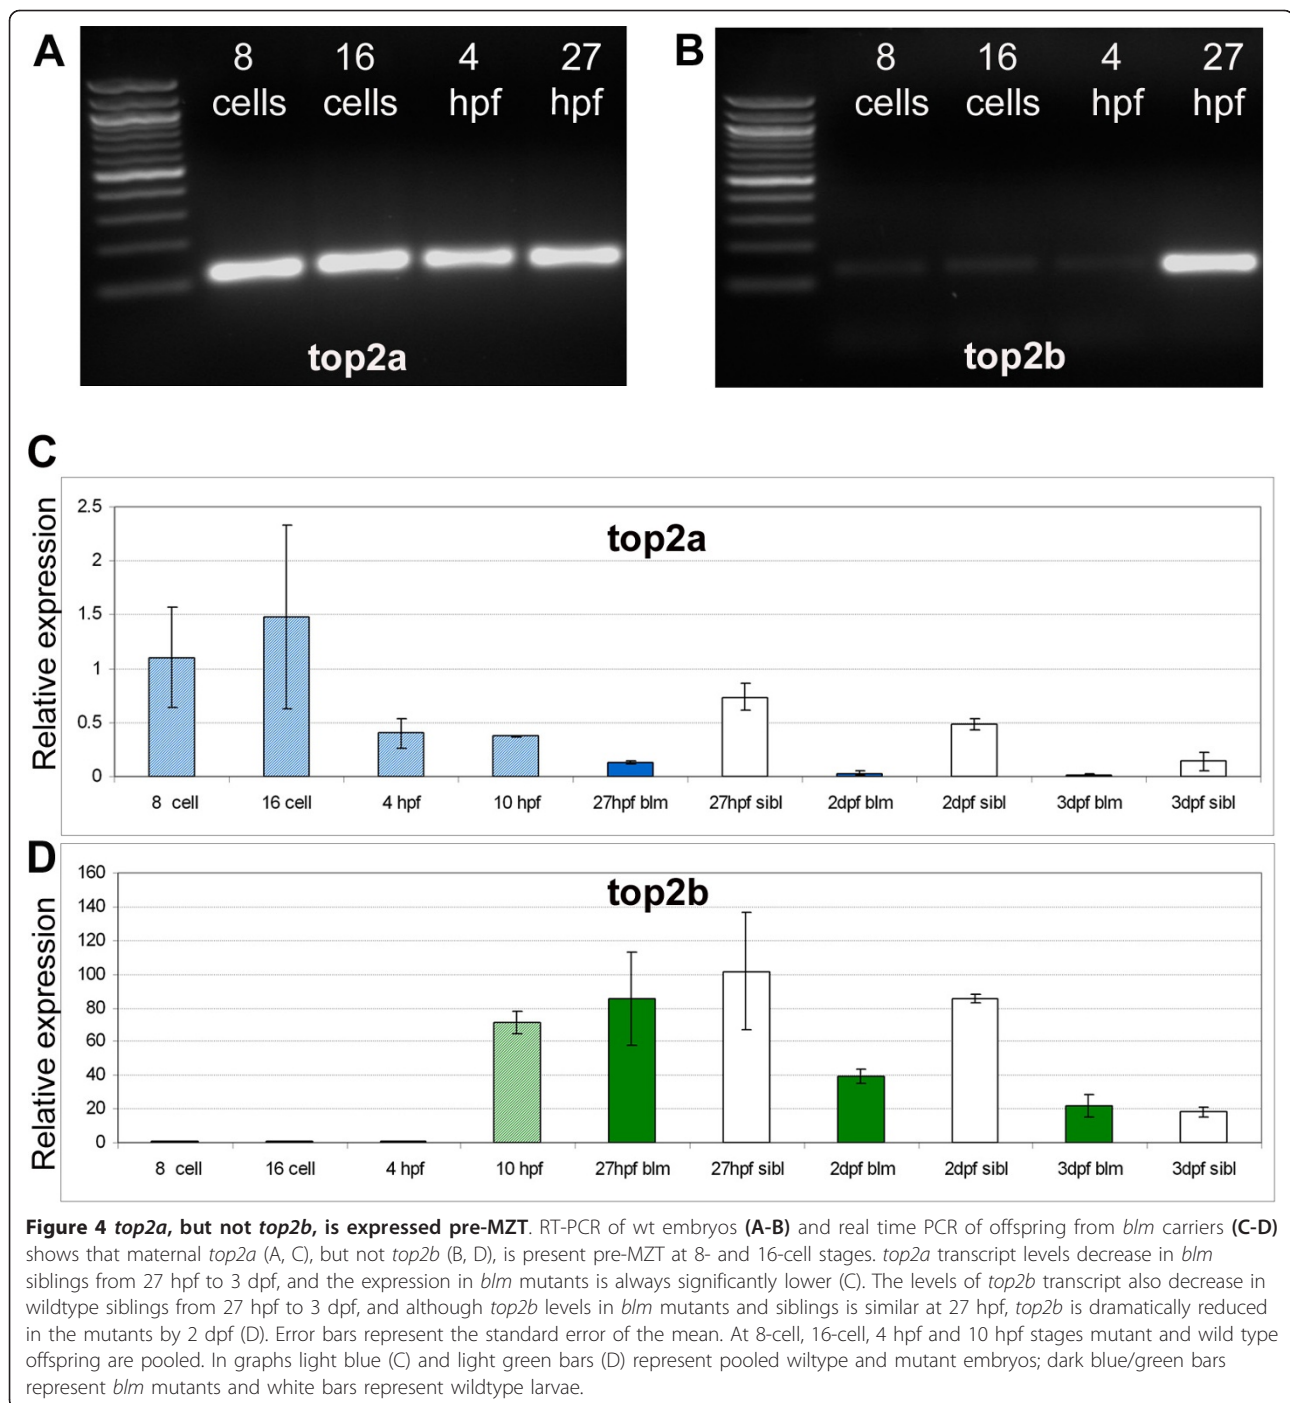 A
8 16 4 27
cells cells hpf hpf
top2a
B
8 16 4 27
cells cells hpf hpf
top2b
C
Relative expression
top2a
2.5
2
1.5
1
0.5
0
8 cell 16 cell 4 hpf 10 hpf 27hpf blm 27hpf sibl 2dpf blm 2dpf sibl 3dpf blm 3dpf sibl
D
Relative expression
top2b
160
140
120
100
80
60
40
20
0
8 cell 16 cell 4 hpf 10 hpf 27hpf blm 27hpf sibl 2dpf blm 2dpf sibl 3dpf blm 3dpf sibl
Figure 4 top2a, but not top2b, is expressed pre-MZT. RT-PCR of wt embryos (A-B) and real time PCR of offspring from blm carriers (C-D)
shows that maternal top2a (A, C), but not top2b (B, D), is present pre-MZT at 8- and 16-cell stages. top2a transcript levels decrease in blm
siblings from 27 hpf to 3 dpf, and the expression in blm mutants is always significantly lower (C). The levels of top2b transcript also decrease in
wildtype siblings from 27 hpf to 3 dpf, and although top2b levels in blm mutants and siblings is similar at 27 hpf, top2b is dramatically reduced
in the mutants by 2 dpf (D). Error bars represent the standard error of the mean. At 8-cell, 16-cell, 4 hpf and 10 hpf stages mutant and wild type
offspring are pooled. In graphs light blue (C) and light green bars (D) represent pooled wiltype and mutant embryos; dark blue/green bars
represent blm mutants and white bars represent wildtype larvae.